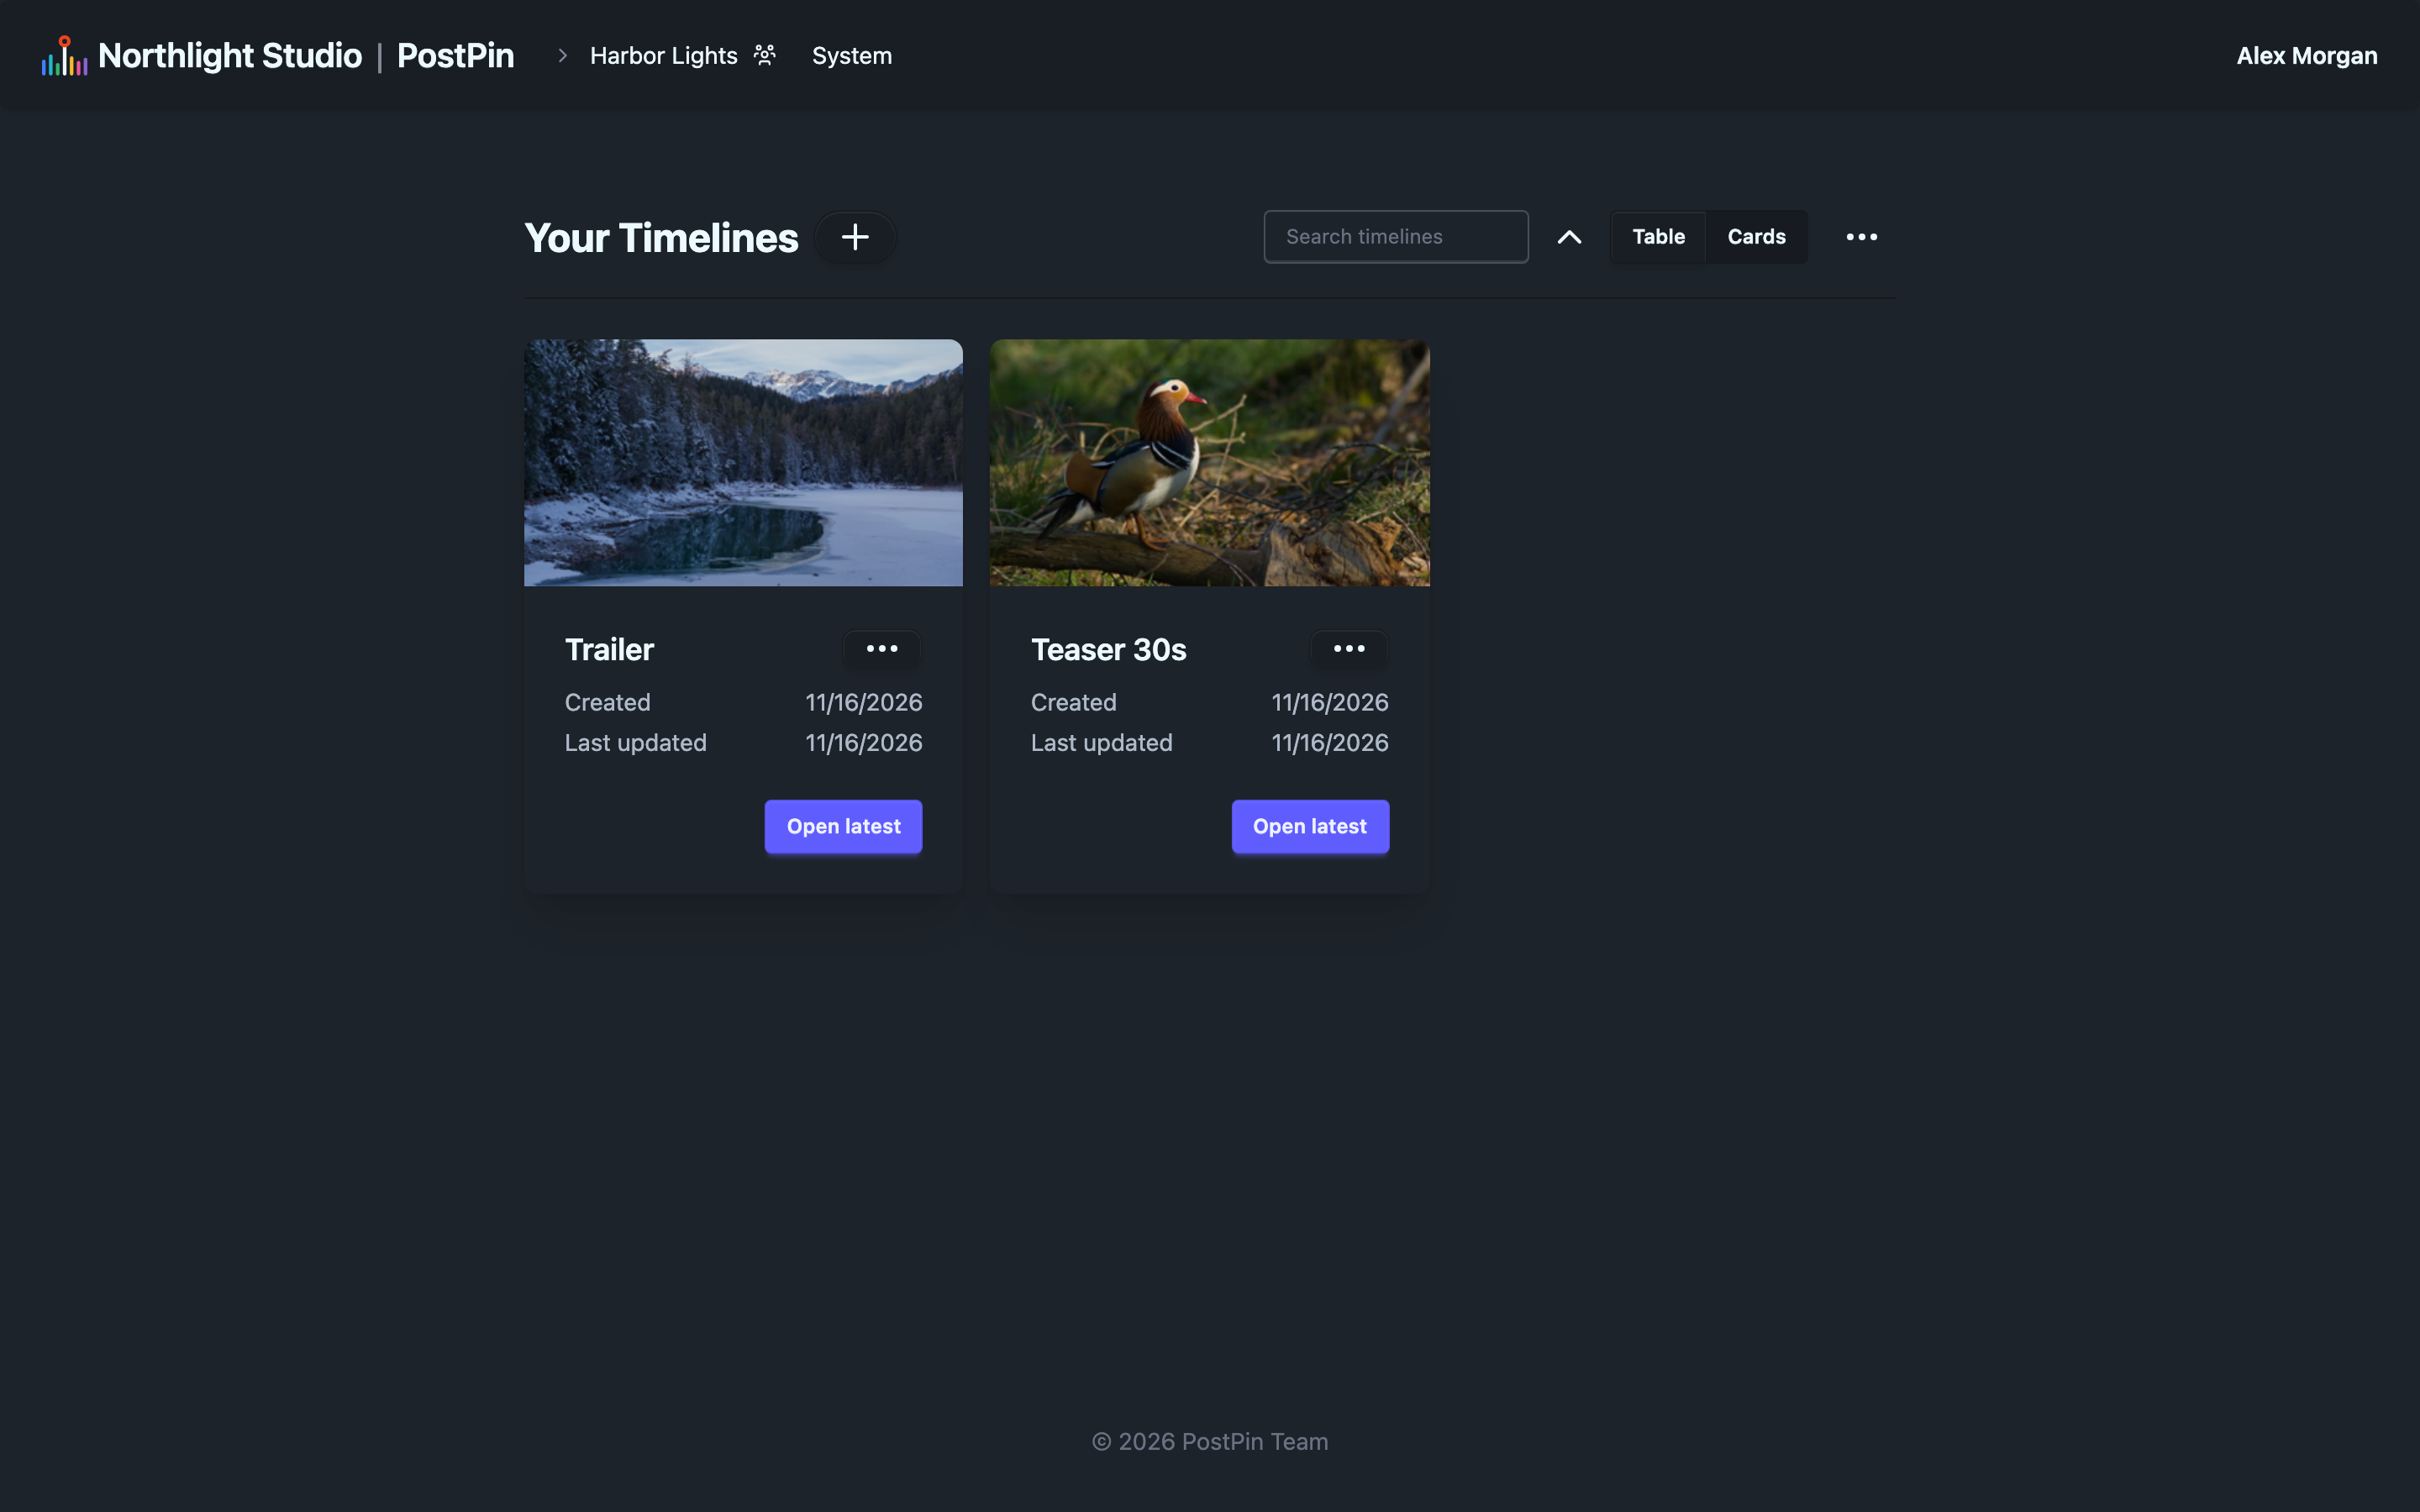 Northlight Studio | PostPin > Harbor Lights System Alex Morgan
Your Timelines + Search timelines Table Cards
Trailer
Created 11/16/2026
Last updated 11/16/2026
Open latest
Teaser 30s
Created 11/16/2026
Last updated 11/16/2026
Open latest
© 2026 PostPin Team